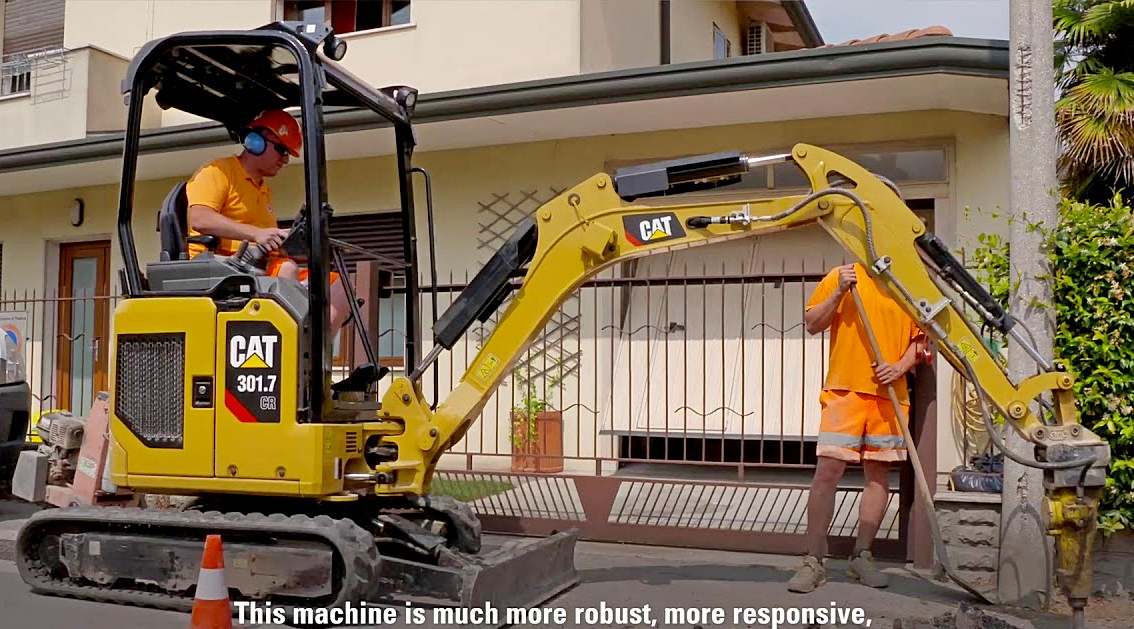 CAT
CAT
301.7
CR
This machine is much more robust, more responsive,